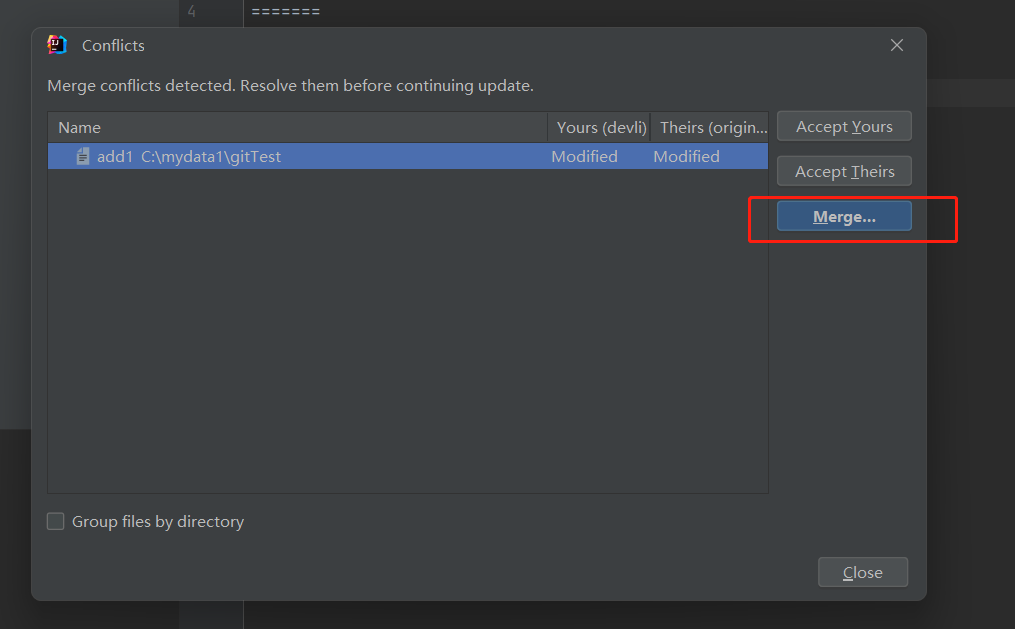 4 =======
Conflicts
Merge conflicts detected. Resolve them before continuing update.
Name Yours (devli) Theirs (origin...
add1 C:\mydata1\gitTest Modified Modified
Accept Yours
Accept Theirs
Merge...
Group files by directory
Close